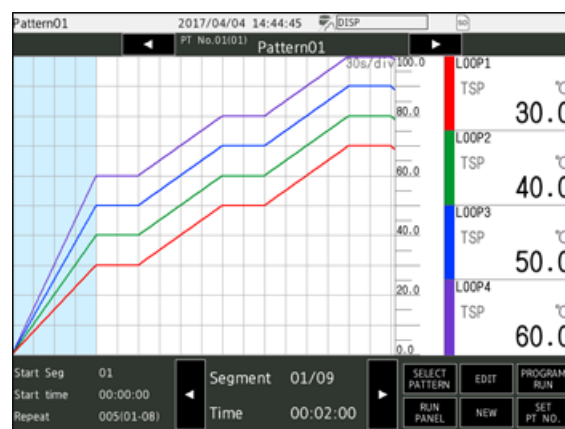 Pattern01 2017/04/04 14:44:45 DISP
PT No.01(01) Pattern01
30s/div
100.0
80.0
60.0
40.0
20.0
0.0
LOOP1
TSP ℃
30.0
LOOP2
TSP ℃
40.0
LOOP3
TSP ℃
50.0
LOOP4
TSP ℃
60.0
Start Seg 01
Start time 00:00:00
Repeat 005(01-08)
Segment 01/09
Time 00:02:00
SELECT PATTERN
EDIT
PROGRAM RUN
RUN PANEL
NEW
SET PT NO.